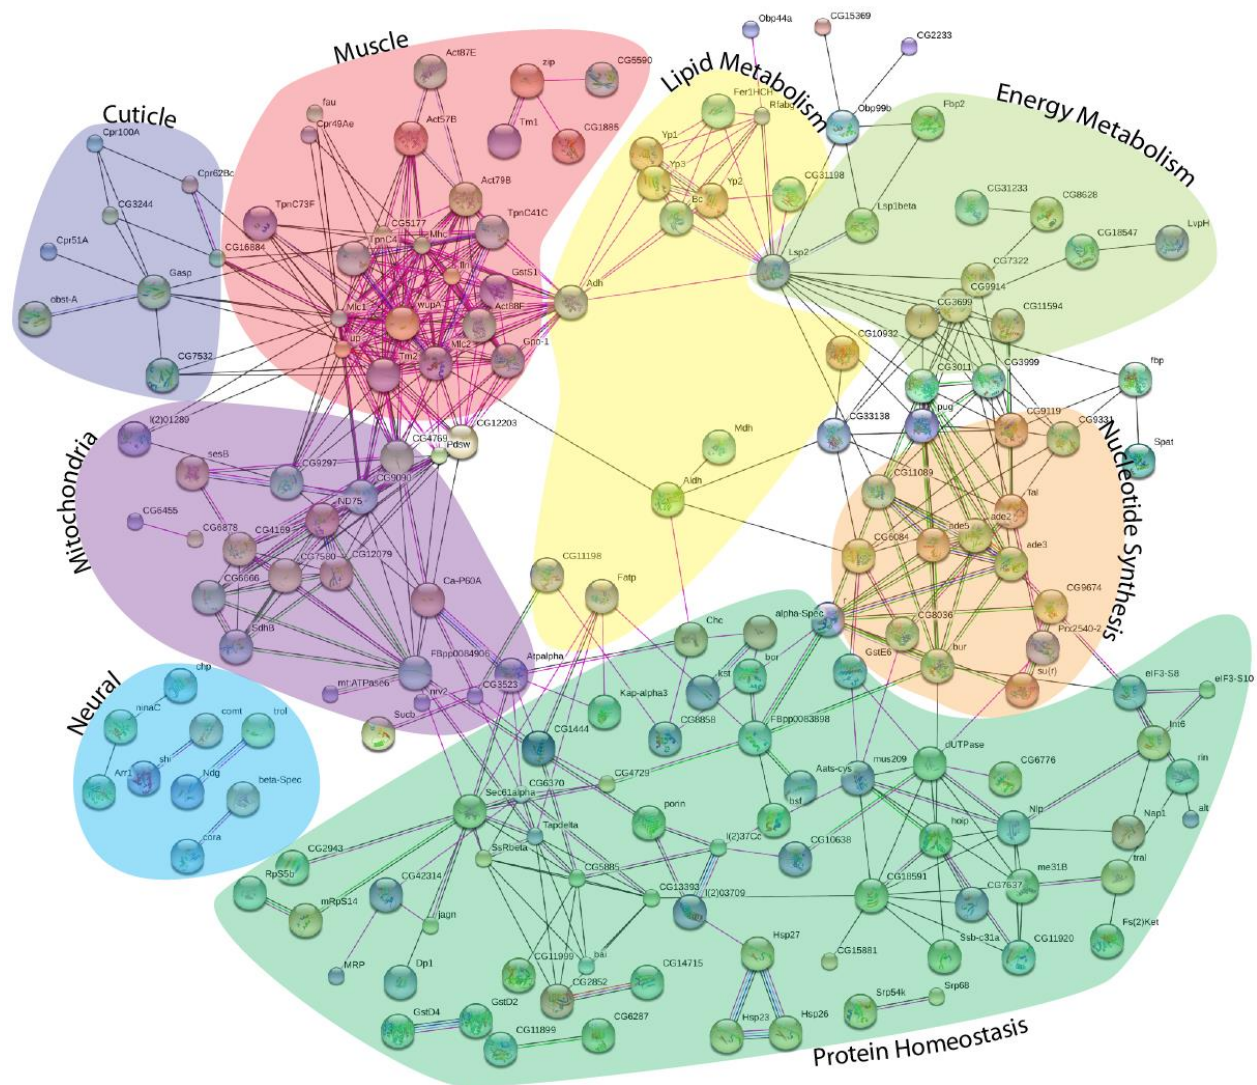 Obp44a
CG15369
CG2233
Muscle
Act87E
zip
CG5590
Lipid Metabolism
Fer1HCH
Rfabg
Obp99b
Fbp2
Energy Metabolism
Cuticle
Cpr100A
fau
Cpr49Ae
Act57B
Tm1
CG1885
Yp1
Yp3
Yp2
Bc
CG31198
Cpr62Bc
CG3244
TpnC73F
Act79B
CG31233
CG8628
Lsp1beta
CG5177
TpnC41C
TpnC4
Mhc
CG18547
LvpH
Cpr51A
CG16884
Gasp
fln
GstS1
Adh
Lsp2
CG7322
CG9914
obst-A
Mlc1
wupA
Act88F
CG3699
CG11594
up
Tm2
Mlc2
Gpo-1
CG10932
CG7532
CG3011
CG3999
fbp
l(2)01289
CG12203
CG4769
Pdsw
Mdh
CG33138
pug
CG9119
CG9331
Spat
Mitochondria
sesB
CG9297
CG9090
ND75
Aldh
CG11089
Tal
Nucleotide Synthesis
CG6455
CG6878
CG4169
CG7580
CG12079
ade5
ade2
ade3
CG6084
CG6666
Ca-P60A
CG11198
Fatp
CG9674
SdhB
Chc
alpha-Spec
r
CG8036
Prx2540-2
FBpp0084906
Atpalpha
kst
bor
GstE6
bur
su(r)
eIF3-S8
eIF3-S10
Neural
chp
mt:ATPase6
nrv2
CG3523
Kap-alpha3
ninaC
comt
trol
Sucb
CG1444
CG8858
FBpp0083898
Int6
Arr1
shi
Ndg
beta-Spec
CG6370
CG4729
Aats-cys
mus209
dUTPase
CG6776
rin
cora
Sec61alpha
porin
bsf
Nlp
Nap1
alt
Tapdelta
l(2)37Cc
CG10638
hoip
CG2943
SsRbeta
CG5885
me31B
tral
RpS5b
CG42314
CG13393
l(2)03709
CG18591
CG7637
mRpS14
jagn
Fs(2)Ket
Hsp27
CG15881
Ssb-c31a
CG11920
MRP
Dp1
CG11999
bai
CG2852
CG14715
GstD4
GstD2
CG11899
CG6287
Hsp23
Hsp26
Srp54k
Srp68
Protein Homeostasis